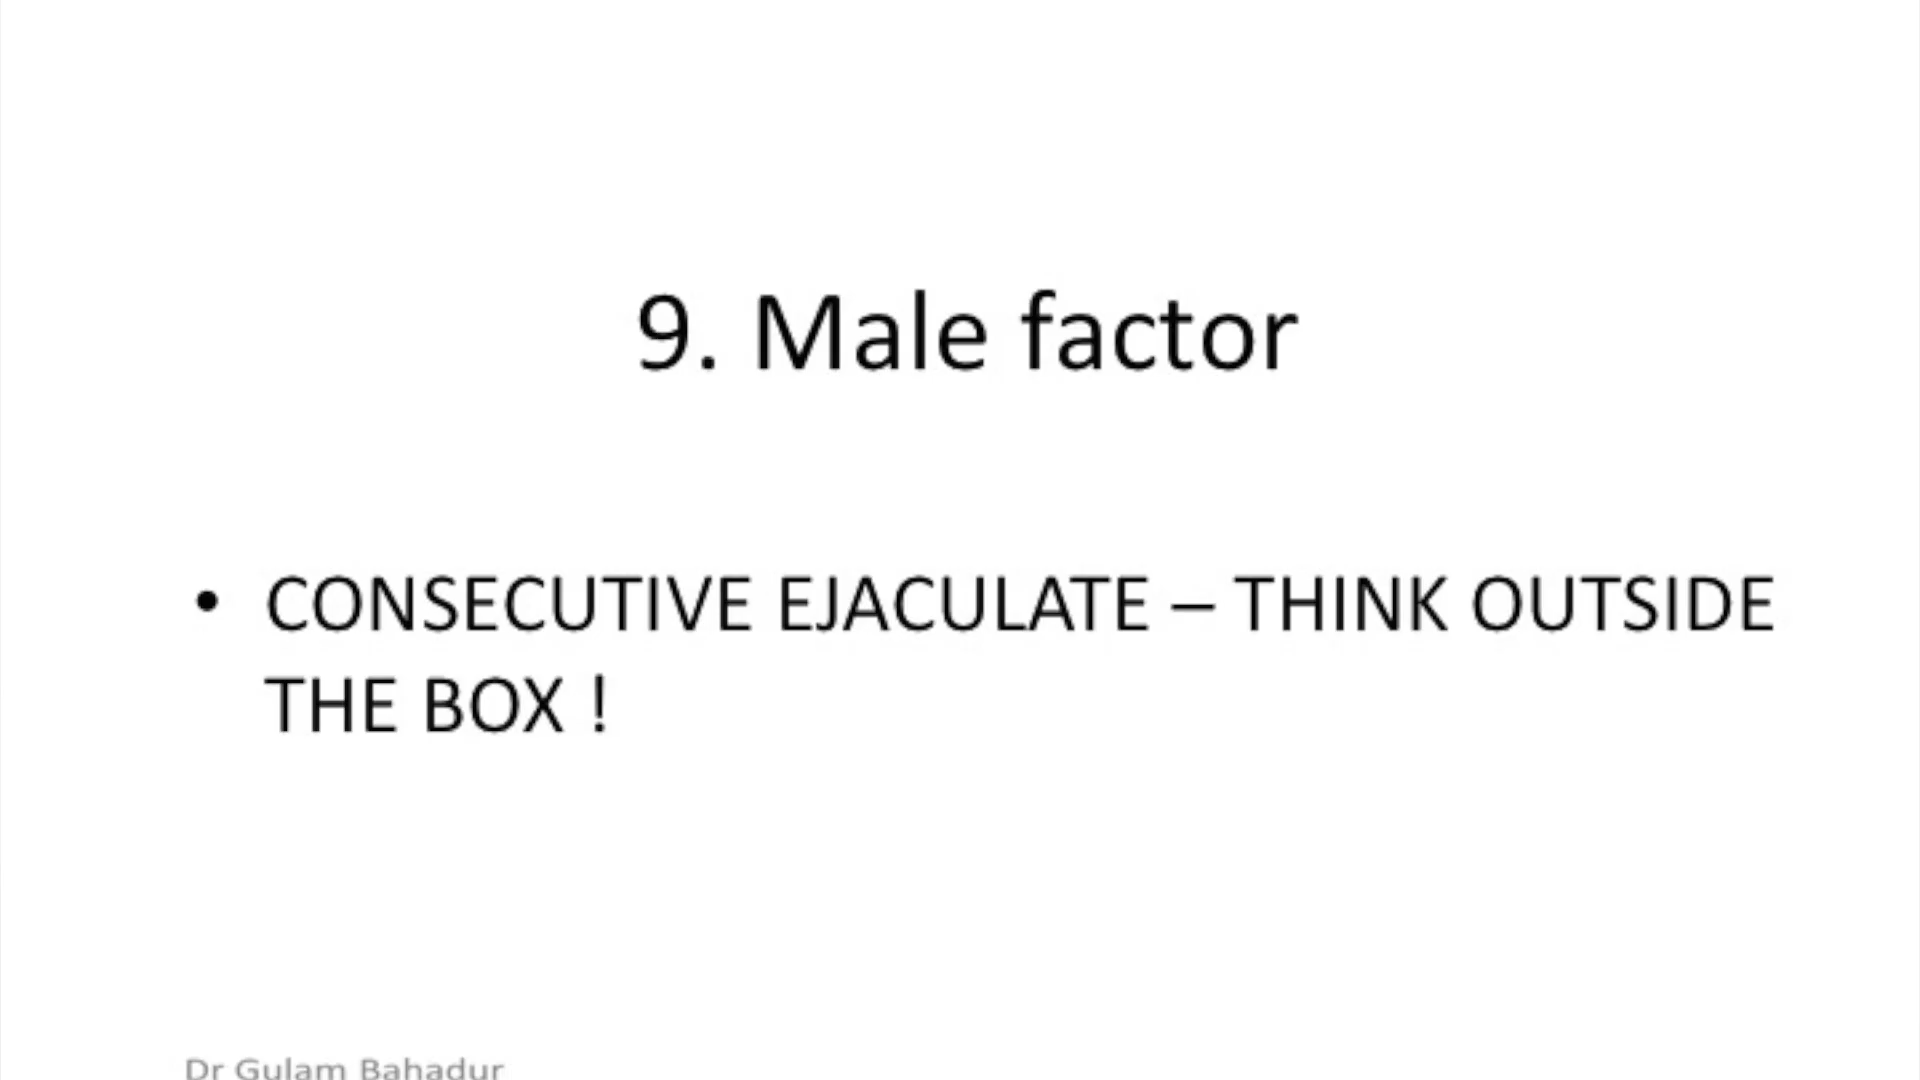 9. Male factor
• CONSECUTIVE EJACULATE – THINK OUTSIDE
THE BOX !
Dr Gulam Bahadur